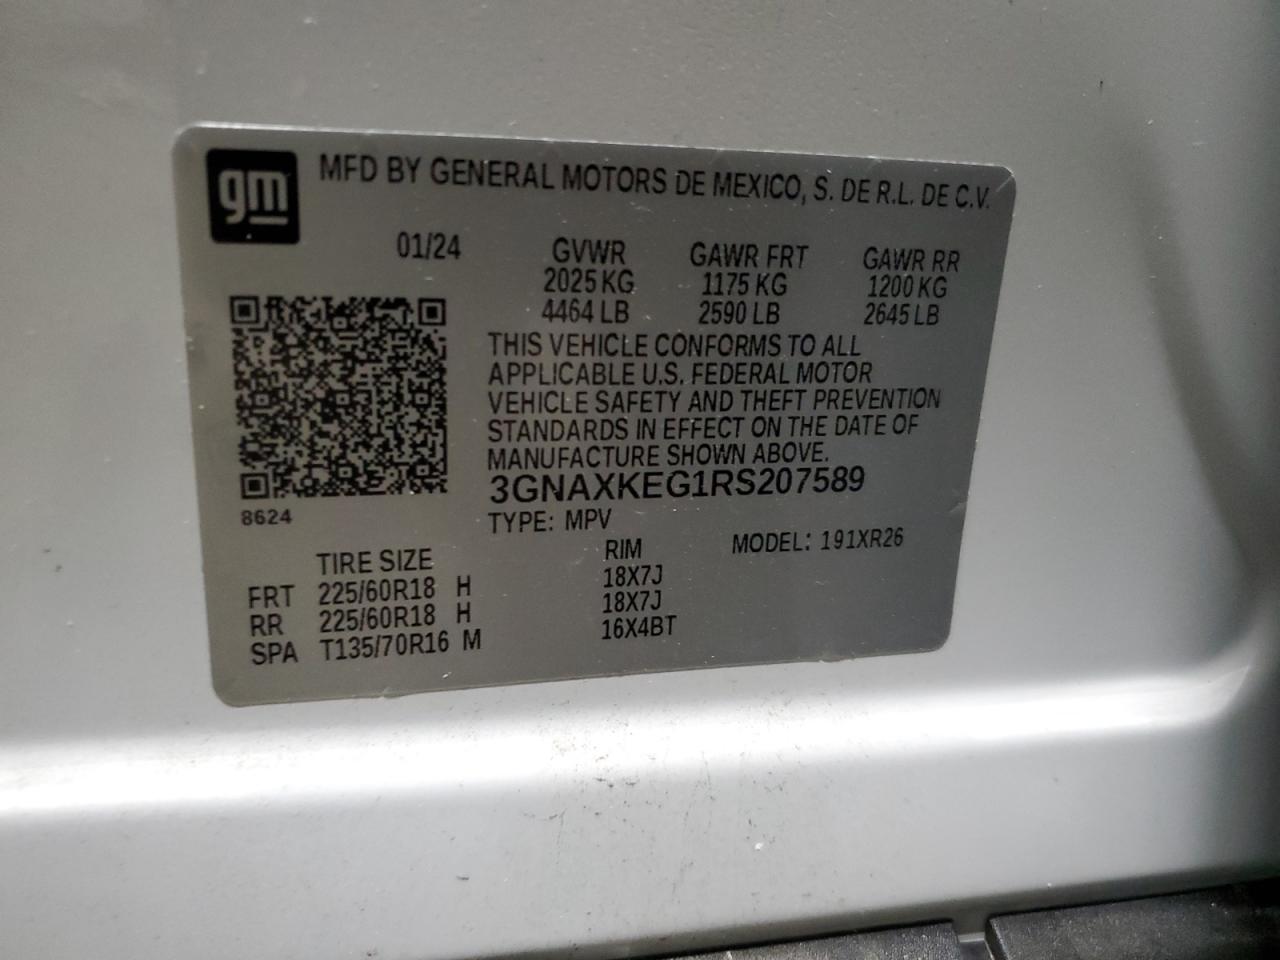 gm MFD BY GENERAL MOTORS DE MEXICO, S. DE R.L. DE C.V.
01/24 GVWR GAWR FRT GAWR RR
2025 KG 1175 KG 1200 KG
4464 LB 2590 LB 2645 LB
THIS VEHICLE CONFORMS TO ALL
APPLICABLE U.S. FEDERAL MOTOR
VEHICLE SAFETY AND THEFT PREVENTION
STANDARDS IN EFFECT ON THE DATE OF
MANUFACTURE SHOWN ABOVE.
3GNAXKEG1RS207589
8624 TYPE: MPV MODEL: 191XR26
TIRE SIZE RIM
FRT 225/60R18 H 18X7J
RR 225/60R18 H 18X7J
SPA T135/70R16 M 16X4BT